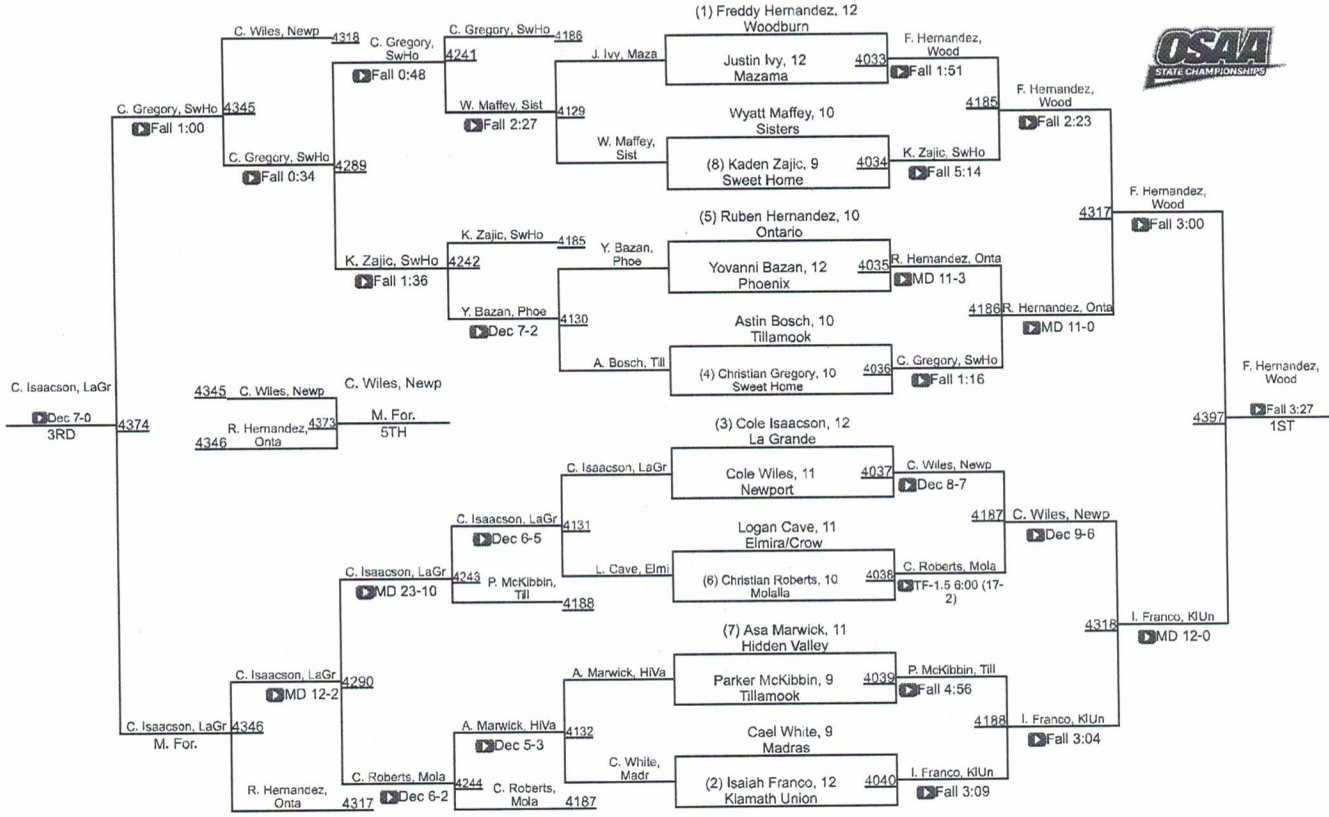 (1) Freddy Hernandez, 12
Woodburn
Justin Ivy, 12
Mazama
4033
Wyatt Maffey, 10
Sisters
(8) Kaden Zajic, 9
Sweet Home
4034
(5) Ruben Hernandez, 10
Ontario
Yovanni Bazan, 12
Phoenix
4035
Astin Bosch, 10
Tillamook
(4) Christian Gregory, 10
Sweet Home
4036
(3) Cole Isaacson, 12
La Grande
Cole Wiles, 11
Newport
4037
Logan Cave, 11
Elmira/Crow
(6) Christian Roberts, 10
Molalla
4038
(7) Asa Marwick, 11
Hidden Valley
Parker McKibbin, 9
Tillamook
4039
Cael White, 9
Madras
(2) Isaiah Franco, 12
Klamath Union
4040
F. Hernandez,
Wood
Fall 1:51
4185
K. Zajic, SwHo
Fall 5:14
R. Hernandez, Onta
MD 11-3
4186
C. Gregory, SwHo
Fall 1:16
C. Wiles, Newp
Dec 8-7
4187
C. Roberts, Mola
TF-1.5 6:00 (17-
2)
P. McKibbin, Till
Fall 4:56
4188
I. Franco, KlUn
Fall 3:09
F. Hernandez,
Wood
Fall 2:23
4317
R. Hernandez, Onta
MD 11-0
C. Wiles, Newp
Dec 9-6
4318
I. Franco, KlUn
Fall 3:04
F. Hernandez,
Wood
Fall 3:00
4397
I. Franco, KlUn
MD 12-0
F. Hernandez,
Wood
Fall 3:27
1ST
OSAA
STATE CHAMPIONSHIPS
J. Ivy, Maza
4129
W. Maffey,
Sist
Y. Bazan,
Phoe
4130
A. Bosch, Till
C. Isaacson, LaGr
4131
L. Cave, Elmi
A. Marwick, HiVa
4132
C. White,
Madr
C. Gregory, SwHo
4186
4241
W. Maffey, Sist
Fall 2:27
K. Zajic, SwHo
4185
4242
Y. Bazan, Phoe
Dec 7-2
C. Isaacson, LaGr
Dec 6-5
4243
P. McKibbin,
Till
4188
A. Marwick, HiVa
Dec 5-3
4244
C. Roberts,
Mola
4187
C. Gregory,
SwHo
Fall 0:48
4289
K. Zajic, SwHo
Fall 1:36
C. Isaacson, LaGr
MD 23-10
4290
C. Roberts, Mola
Dec 6-2
C. Wiles, Newp
4318
4345
C. Gregory, SwHo
Fall 0:34
C. Isaacson, LaGr
MD 12-2
4346
R. Hernandez,
Onta
4317
C. Gregory, SwHo
Fall 1:00
4374
C. Isaacson, LaGr
M. For.
C. Isaacson, LaGr
Dec 7-0
3RD
4345
C. Wiles, Newp
4373
4346
R. Hernandez,
Onta
C. Wiles, Newp
M. For.
5TH